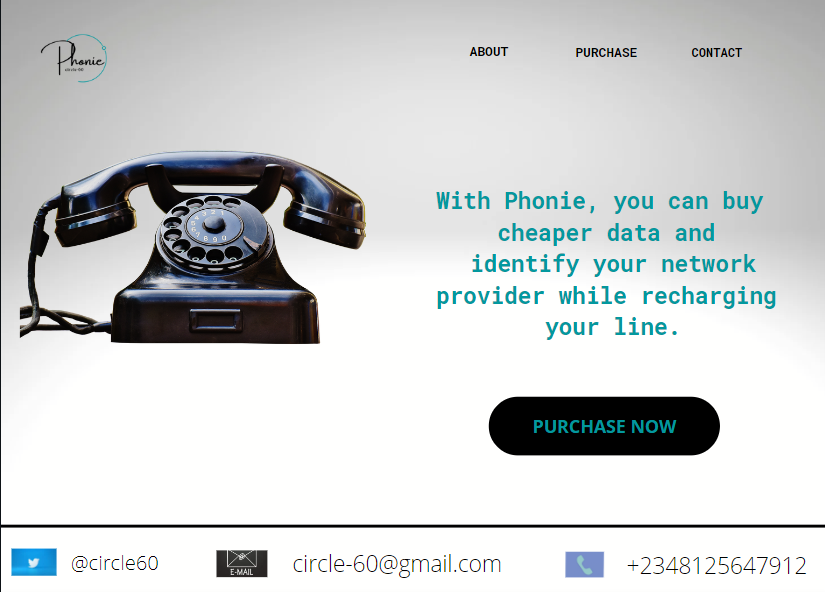 Phonie
circle-60
ABOUT
PURCHASE
CONTACT
With Phonie, you can buy
cheaper data and
identify your network
provider while recharging
your line.
PURCHASE NOW
@circle60
E-MAIL
circle-60@gmail.com
+2348125647912